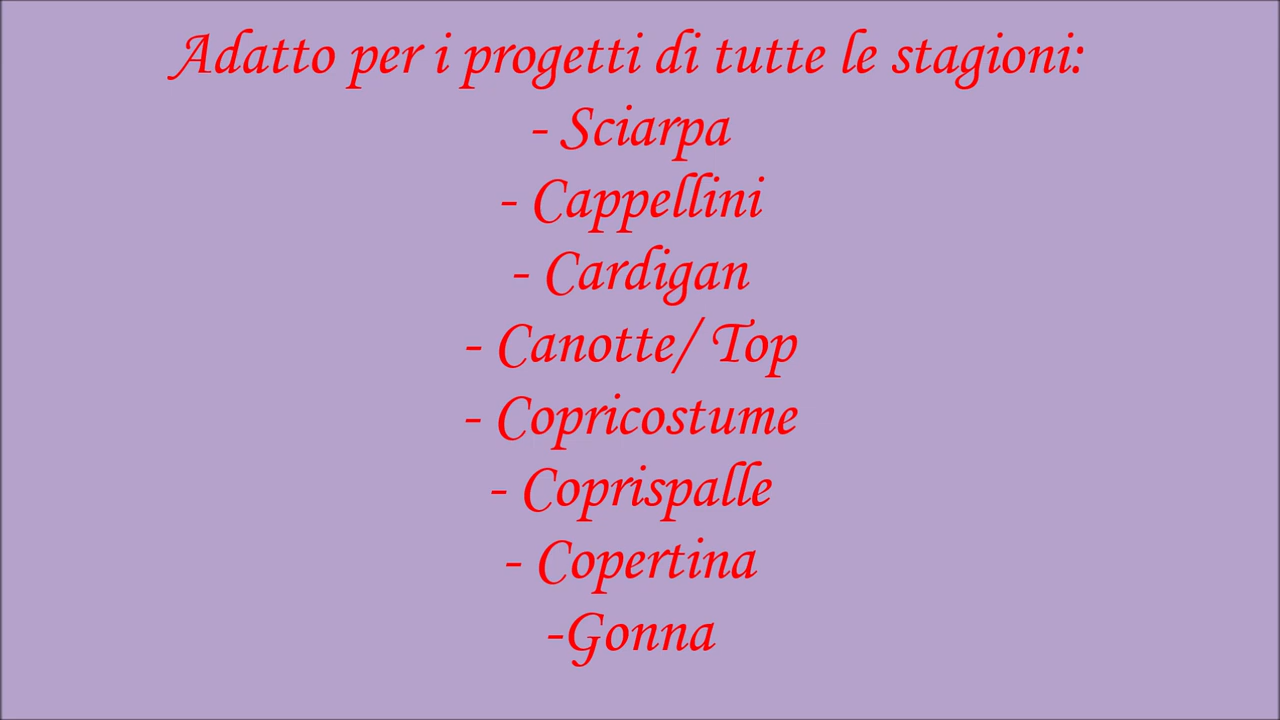 Adatto per i progetti di tutte le stagioni:
- Sciarpa
- Cappellini
- Cardigan
- Canotte/ Top
- Copricostume
- Coprispalle
- Copertina
-Gonna